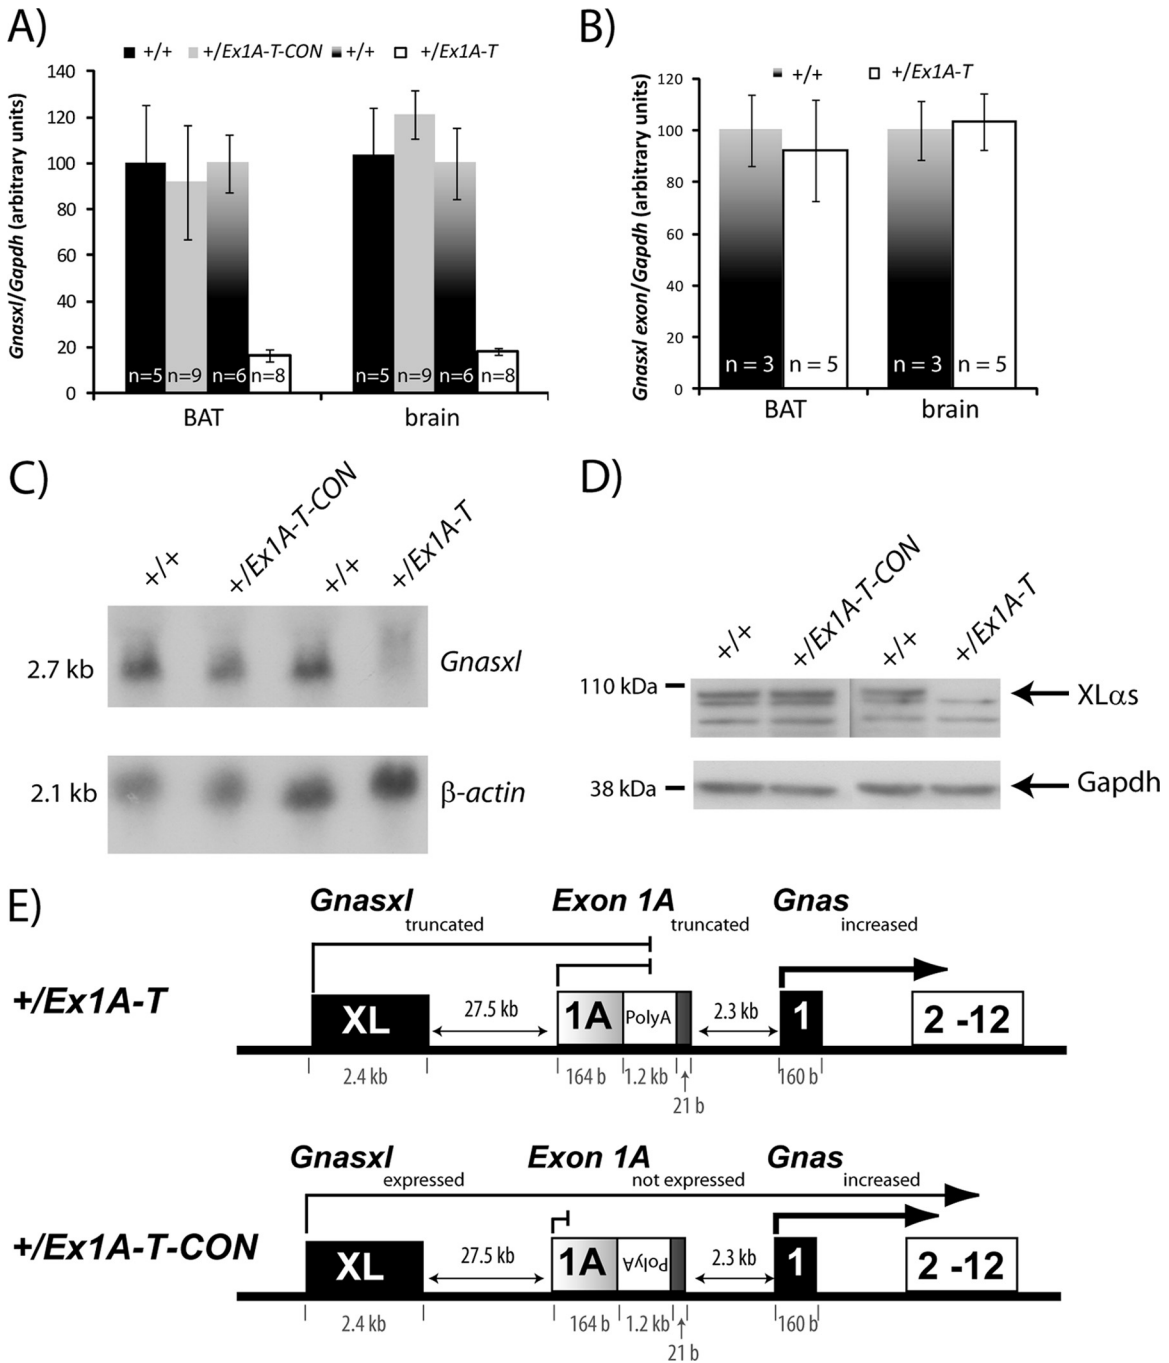 A)
+/+ +/Ex1A-T-CON +/+ +/Ex1A-T
Gnasxl/Gapdh (arbitrary units)
140
120
100
80
60
40
20
0
n=5 n=9 n=6 n=8 n=5 n=9 n=6 n=8
BAT brain
B)
+/+ +/Ex1A-T
Gnasxl exon/Gapdh (arbitrary units)
120
100
80
60
40
20
0
n = 3 n = 5 n = 3 n = 5
BAT brain
C)
+/+ +/Ex1A-T-CON +/+ +/Ex1A-T
2.7 kb Gnasxl
2.1 kb β-actin
D)
+/+ +/Ex1A-T-CON +/+ +/Ex1A-T
110 kDa XLαs
38 kDa Gapdh
E)
Gnasxl Exon 1A Gnas
truncated truncated increased
+/Ex1A-T
27.5 kb 2.3 kb
XL 1A PolyA 1 2 -12
2.4 kb 164 b 1.2 kb 160 b
21 b
Gnasxl Exon 1A Gnas
expressed not expressed increased
+/Ex1A-T-CON
27.5 kb 2.3 kb
XL 1A PolyA 1 2 -12
2.4 kb 164 b 1.2 kb 160 b
21 b